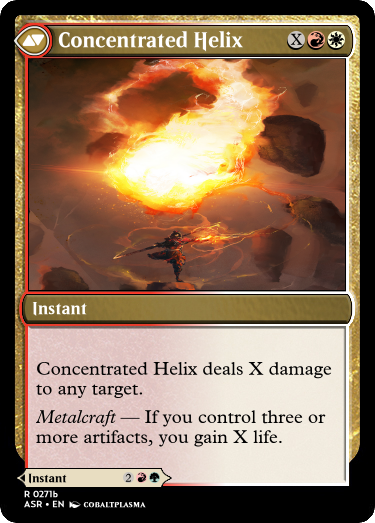 Concentrated Helix X
Instant
Concentrated Helix deals X damage
to any target.
Metalcraft — If you control three or
more artifacts, you gain X life.
Instant 2
R 0271b
ASR • EN COBALTPLASMA